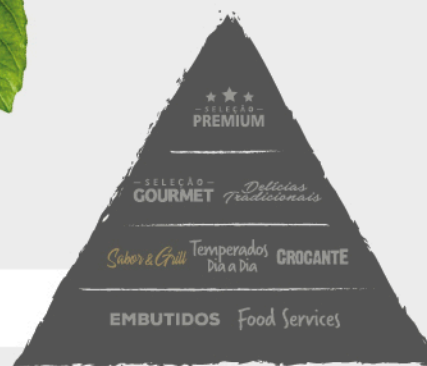 SELEÇÃO
PREMIUM
SELEÇÃO
GOURMET
Delícias
Tradicionais
Sabor & Grill
Temperados
Dia a Dia
CROCANTE
EMBUTIDOS
Food Services